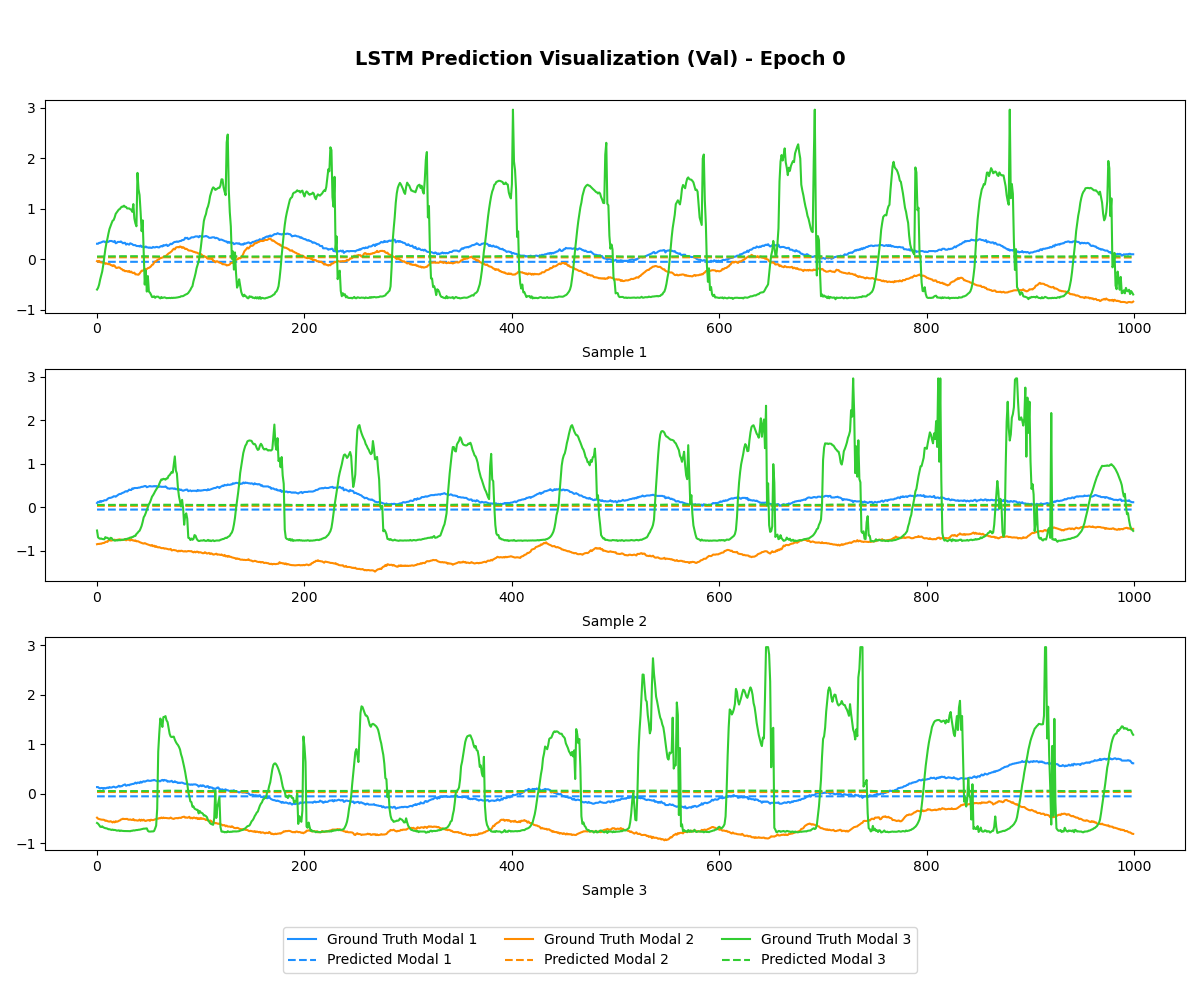 LSTM Prediction Visualization (Val) - Epoch 0
3
2
1
0
−1
0 200 400 600 800 1000
Sample 1
3
2
1
0
−1
0 200 400 600 800 1000
Sample 2
3
2
1
0
−1
0 200 400 600 800 1000
Sample 3
Ground Truth Modal 1 Ground Truth Modal 2 Ground Truth Modal 3
Predicted Modal 1 Predicted Modal 2 Predicted Modal 3